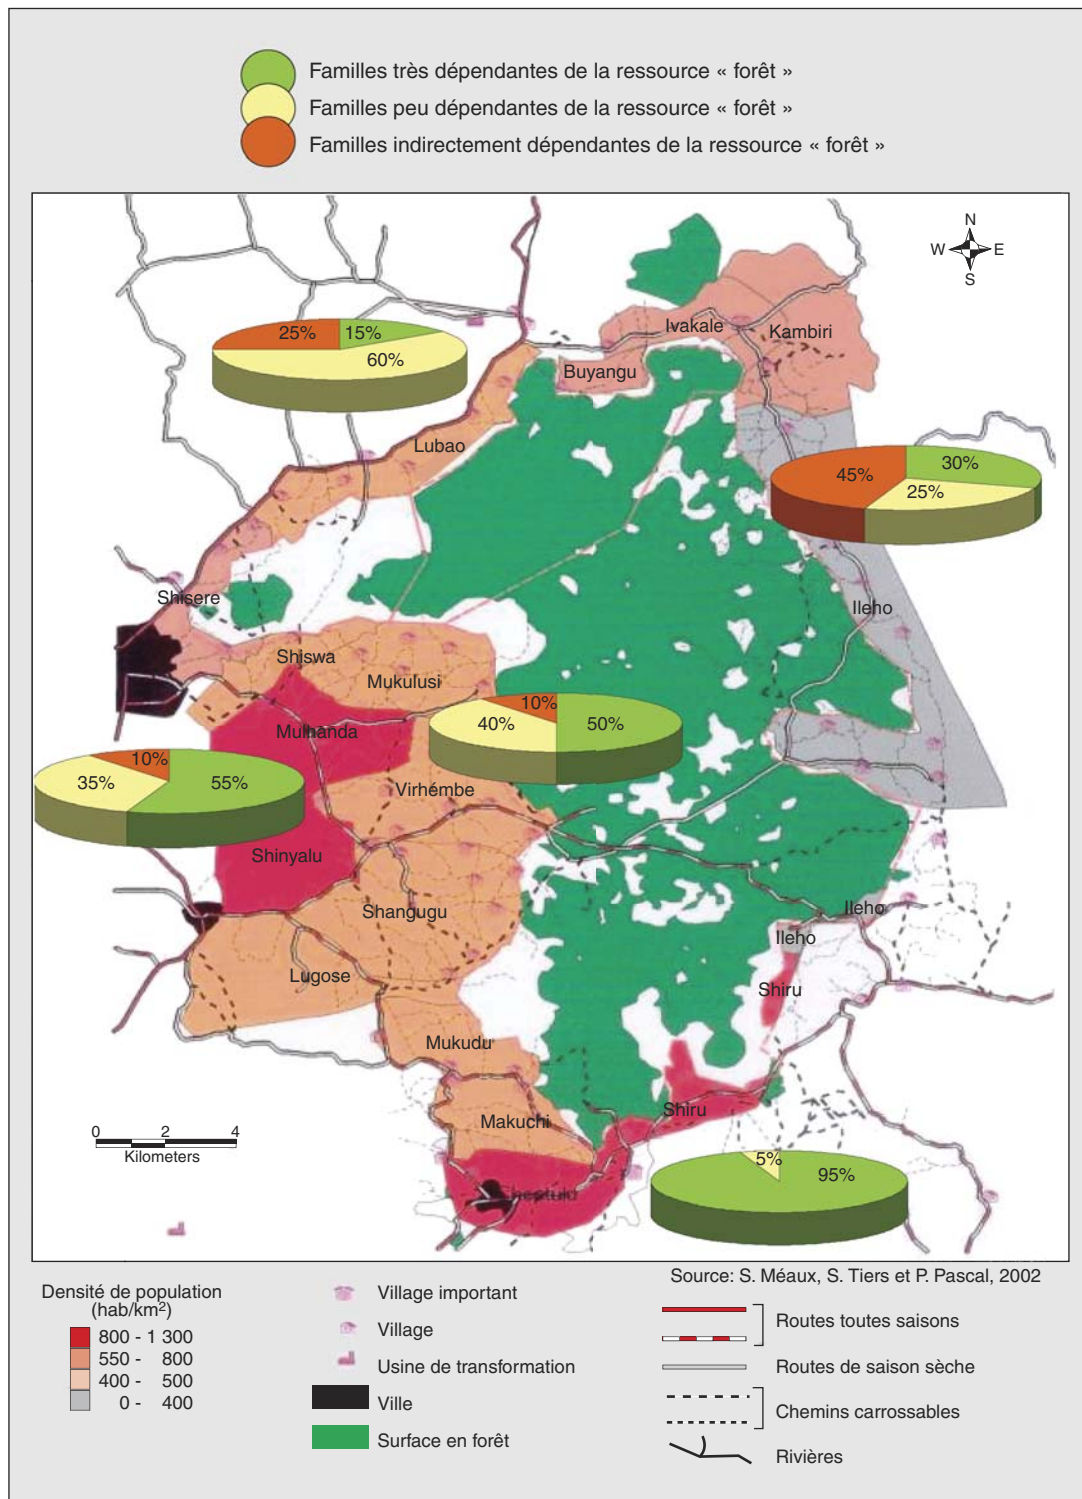 Familles très dépendantes de la ressource « forêt »
Familles peu dépendantes de la ressource « forêt »
Familles indirectement dépendantes de la ressource « forêt »
N
W E
S
Ivakale
Kambiri
25% 15%
60%
Buyangu
Lubao
45% 30%
25%
Shisere
Ileho
Shiswa
Mukulusi
10%
40% 50%
Muhanda
10%
35% 55%
Virhembe
Shinyalu
Shangugu
Ileho
Ileho
Lugose
Shiru
Mukudu
Shiru
Makuchi
0 2 4
Kilometers
5% 95%
Source: S. Méaux, S. Tiers et P. Pascal, 2002
Densité de population
(hab/km²)
800 - 1 300
550 - 800
400 - 500
0 - 400
Village important
Village
Usine de transformation
Ville
Surface en forêt
Routes toutes saisons
Routes de saison sèche
Chemins carrossables
Rivières